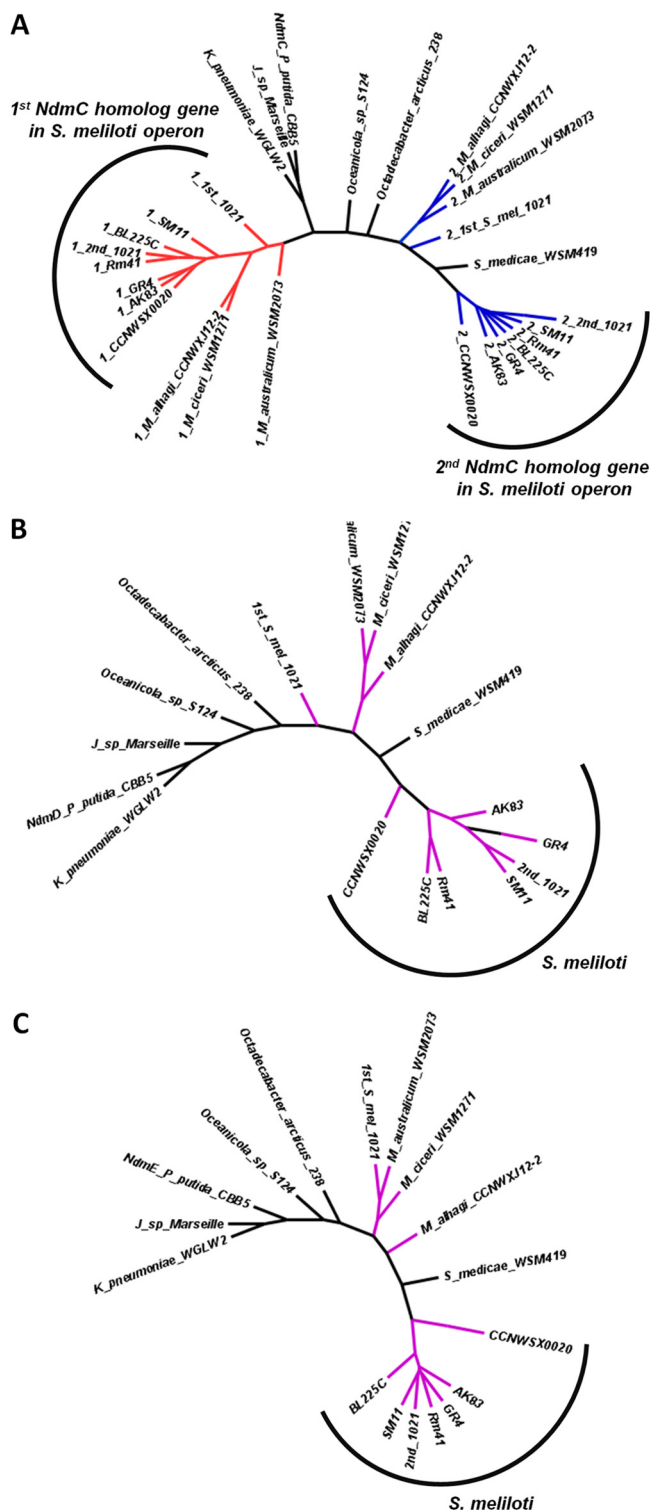 A
1st NdmC homolog gene
in S. meliloti operon
K_pneumoniae_WGLW2
J_sp_Marseille
NdmC_P_putida_CBB5
Oceanicola_sp_S124
Octadecabacter_arcticus_238
2_M_alhagi_CCNWXJ12-2
2_M_ciceri_WSM1271
2_M_australicum_WSM2073
2_1st_S_mel_1021
S_medicae_WSM419
2_2nd_1021
2_SM11
2_Rm41
2_BL225C
2_GR4
2_AK83
2_CCNWSX0020
1_1st_1021
1_SM11
1_BL225C
1_2nd_1021
1_Rm41
1_GR4
1_AK83
1_CCNWSX0020
1_M_alhagi_CCNWXJ12-2
1_M_ciceri_WSM1271
1_M_australicum_WSM2073
2nd NdmC homolog gene
in S. meliloti operon
B
Octadecabacter_arcticus_238
Oceanicola_sp_S124
J_sp_Marseille
NdmD_P_putida_CBB5
K_pneumoniae_WGLW2
1st_S_mel_1021
alicum_WSM2073
M_ciceri_WSM127
M_alhagi_CCNWXJ12-2
S_medicae_WSM419
AK83
GR4
2nd_1021
SM11
Rm41
BL225C
CCNWSX0020
S. meliloti
C
Octadecabacter_arcticus_238
Oceanicola_sp_S124
NdmE_P_putida_CBB5
J_sp_Marseille
K_pneumoniae_WGLW2
1st_S_mel_1021
M_australicum_WSM2073
M_ciceri_WSM1271
M_alhagi_CCNWXJ12-2
S_medicae_WSM419
CCNWSX0020
AK83
GR4
Rm41
2nd_1021
SM11
BL225C
S. meliloti